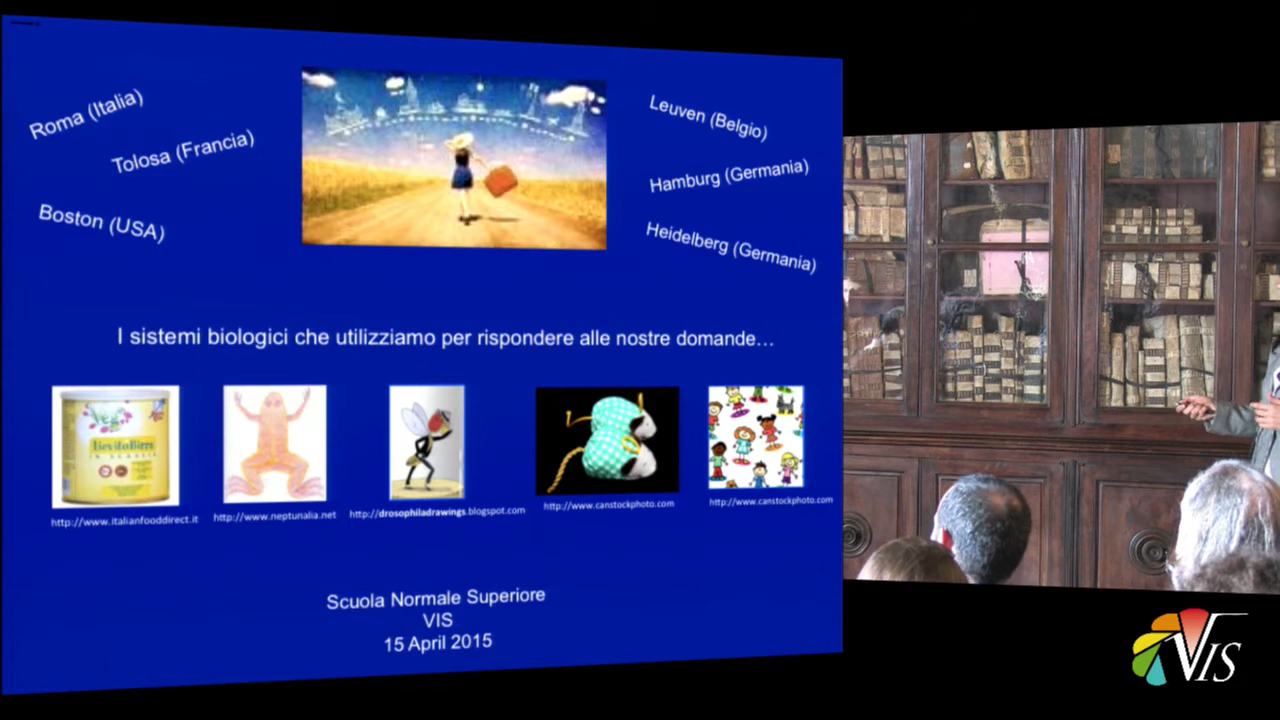 Roma (Italia)
Tolosa (Francia)
Boston (USA)
Leuven (Belgio)
Hamburg (Germania)
Heidelberg (Germania)
I sistemi biologici che utilizziamo per rispondere alle nostre domande…
LievitoBirra
http://www.italianfooddirect.it
http://www.neptunalia.net
http://drosophiladrawings.blogspot.com
http://www.canstockphoto.com
http://www.canstockphoto.com
Scuola Normale Superiore
VIS
15 April 2015
VIS